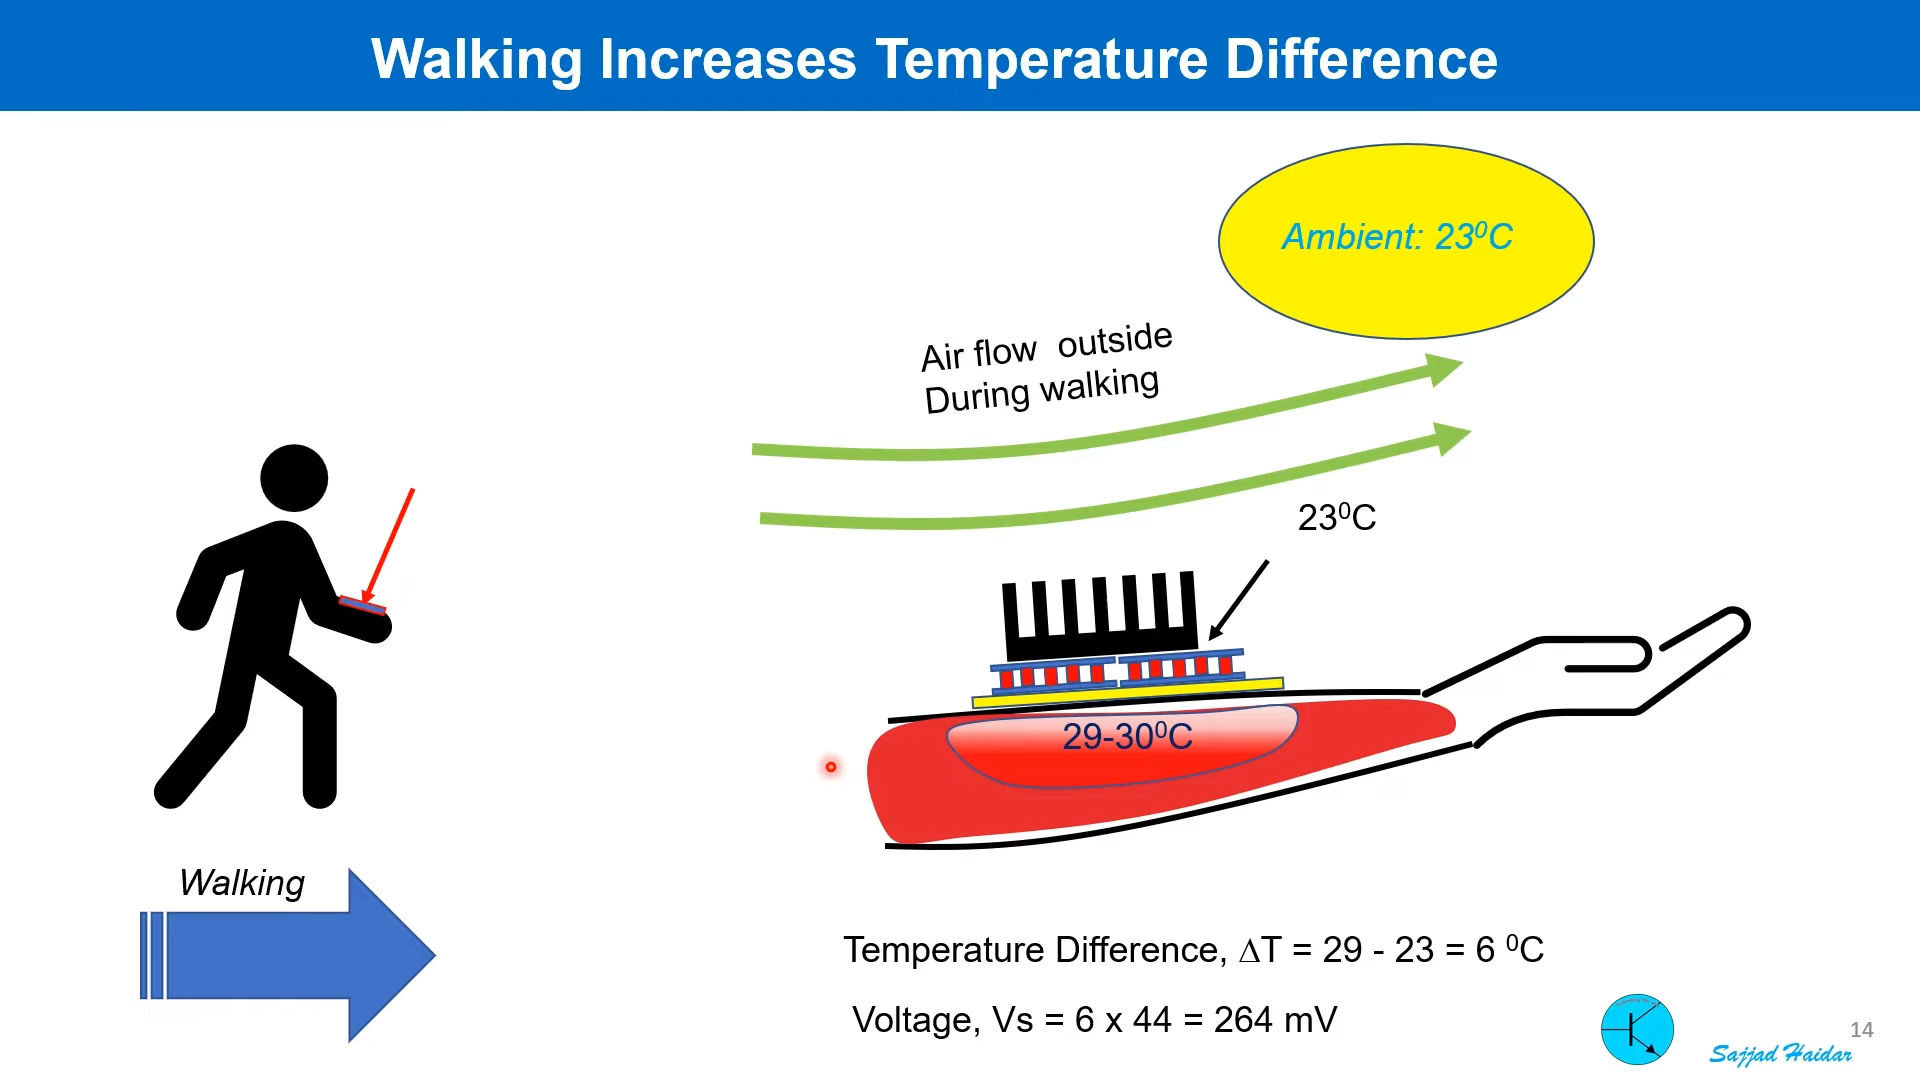 Walking Increases Temperature Difference
Ambient: 23⁰C
Air flow outside
During walking
23⁰C
29-30⁰C
Walking
Temperature Difference, ΔT = 29 - 23 = 6 ⁰C
Voltage, Vs = 6 x 44 = 264 mV
14
Sajjad Haidar